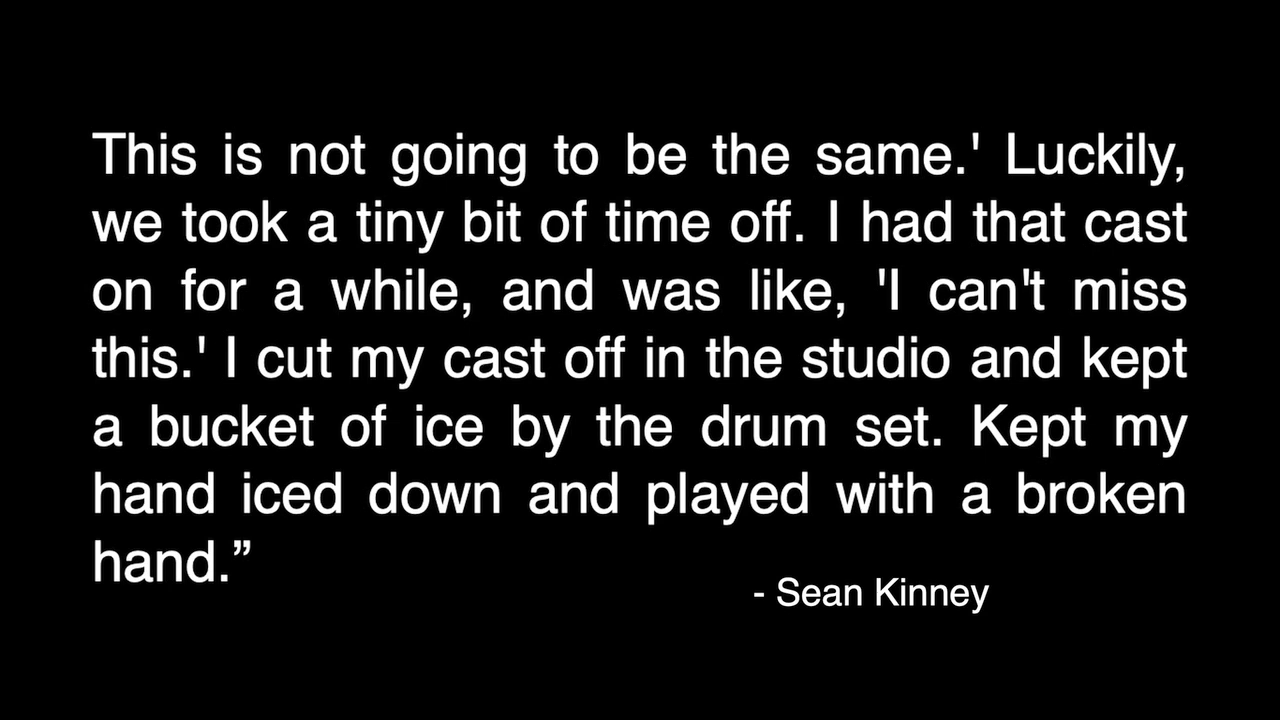 This is not going to be the same.' Luckily,
we took a tiny bit of time off. I had that cast
on for a while, and was like, 'I can't miss
this.' I cut my cast off in the studio and kept
a bucket of ice by the drum set. Kept my
hand iced down and played with a broken
hand.”
- Sean Kinney